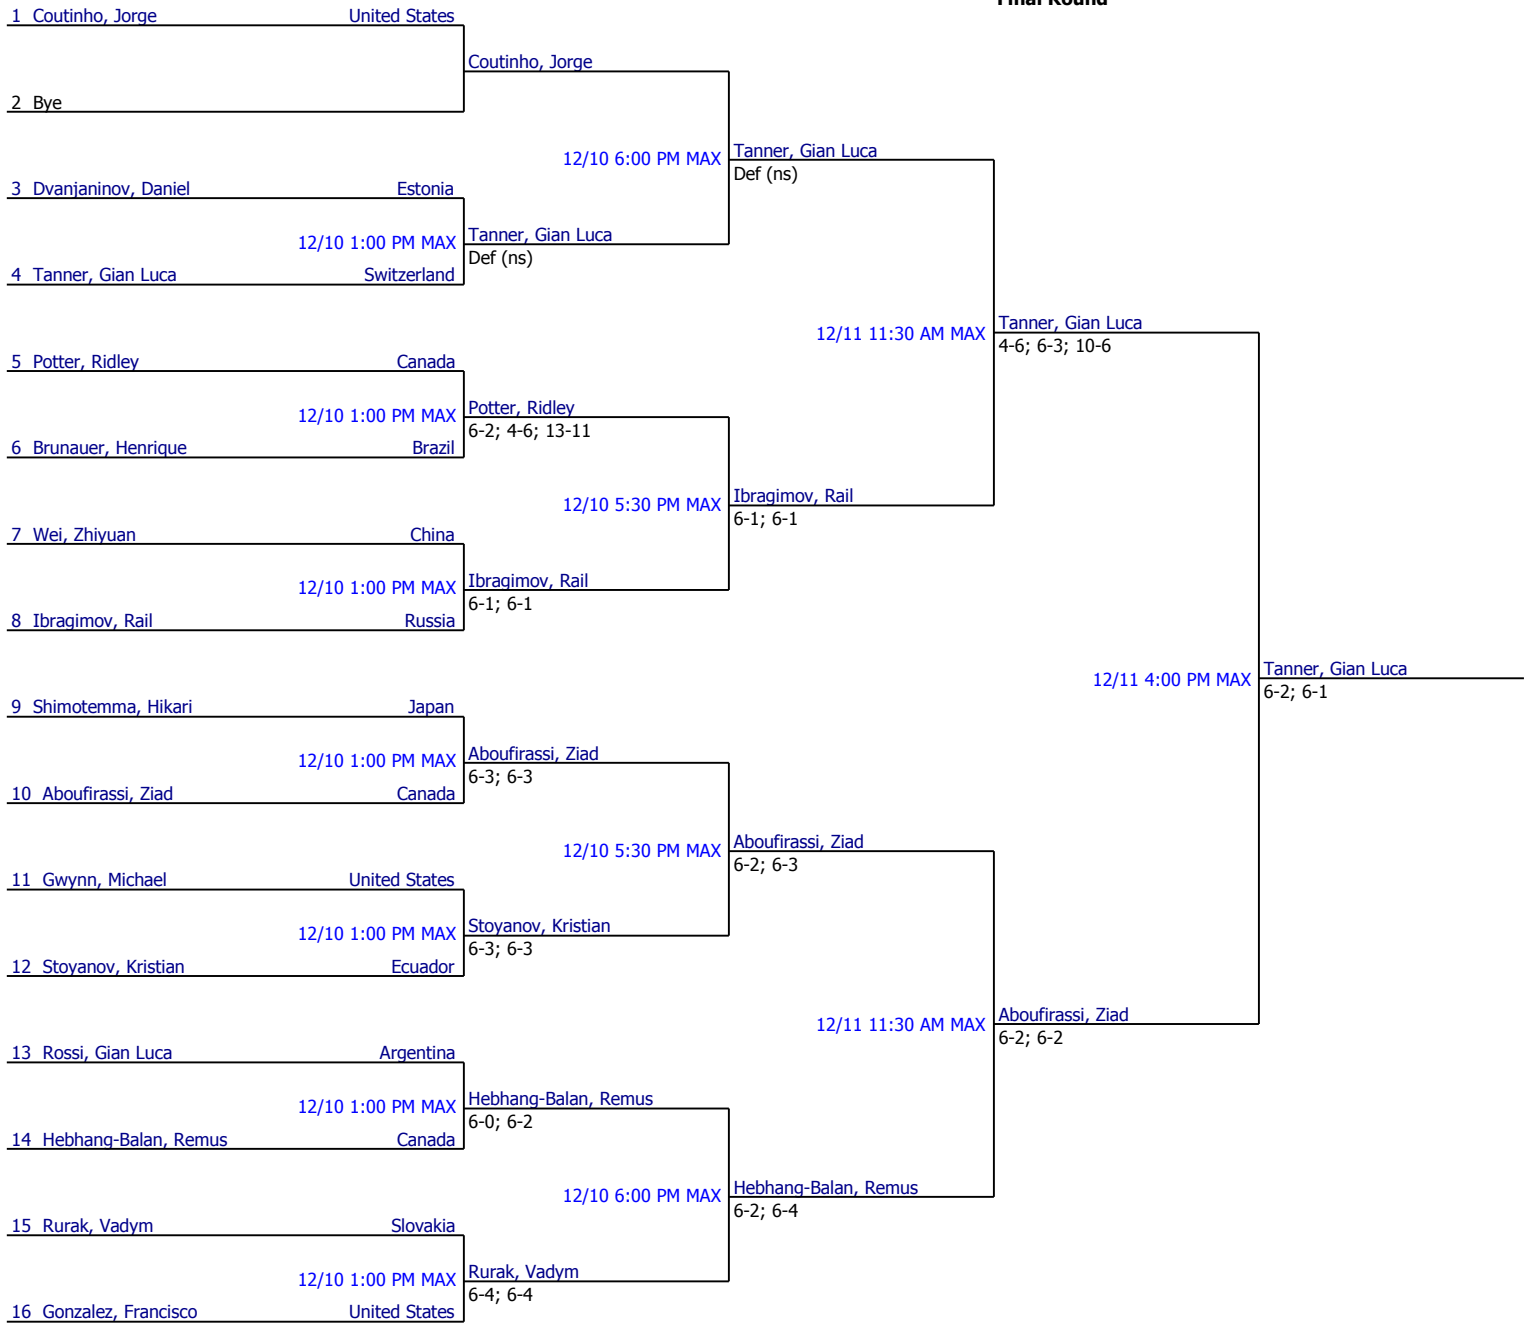 Final Round
1 Coutinho, Jorge United States
Coutinho, Jorge
2 Bye
12/10 6:00 PM MAX Tanner, Gian Luca
Def (ns)
3 Dvanjaninov, Daniel Estonia
12/10 1:00 PM MAX Tanner, Gian Luca
Def (ns)
4 Tanner, Gian Luca Switzerland
12/11 11:30 AM MAX Tanner, Gian Luca
4-6; 6-3; 10-6
5 Potter, Ridley Canada
12/10 1:00 PM MAX Potter, Ridley
6-2; 4-6; 13-11
6 Brunauer, Henrique Brazil
12/10 5:30 PM MAX Ibragimov, Rail
6-1; 6-1
7 Wei, Zhiyuan China
12/10 1:00 PM MAX Ibragimov, Rail
6-1; 6-1
8 Ibragimov, Rail Russia
12/11 4:00 PM MAX Tanner, Gian Luca
6-2; 6-1
9 Shimotemma, Hikari Japan
12/10 1:00 PM MAX Aboufirassi, Ziad
6-3; 6-3
10 Aboufirassi, Ziad Canada
12/10 5:30 PM MAX Aboufirassi, Ziad
6-2; 6-3
11 Gwynn, Michael United States
12/10 1:00 PM MAX Stoyanov, Kristian
6-3; 6-3
12 Stoyanov, Kristian Ecuador
12/11 11:30 AM MAX Aboufirassi, Ziad
6-2; 6-2
13 Rossi, Gian Luca Argentina
12/10 1:00 PM MAX Hebhang-Balan, Remus
6-0; 6-2
14 Hebhang-Balan, Remus Canada
12/10 6:00 PM MAX Hebhang-Balan, Remus
6-2; 6-4
15 Rurak, Vadym Slovakia
12/10 1:00 PM MAX Rurak, Vadym
6-4; 6-4
16 Gonzalez, Francisco United States